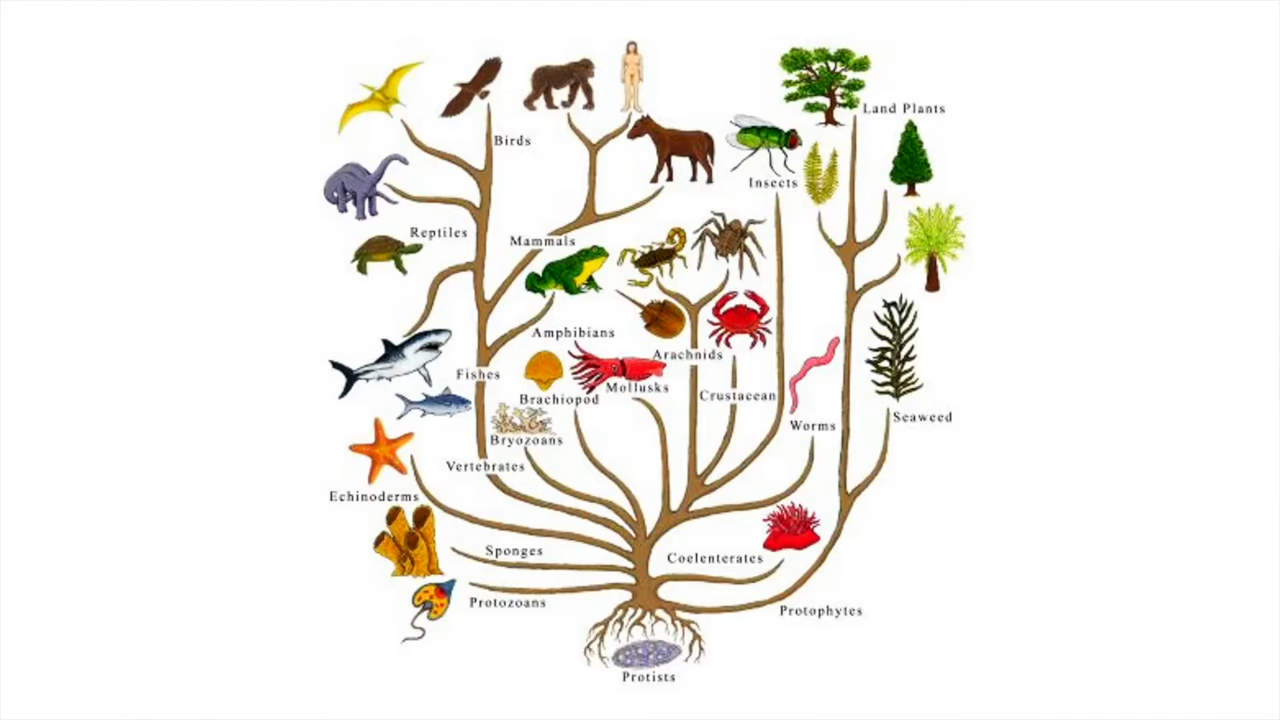 Land Plants
Birds
Insects
Reptiles
Mammals
Amphibians
Arachnids
Fishes
Mollusks
Brachiopod
Crustacean
Seaweed
Worms
Bryozoans
Vertebrates
Echinoderms
Sponges
Coelenterates
Protozoans
Protophytes
Protists